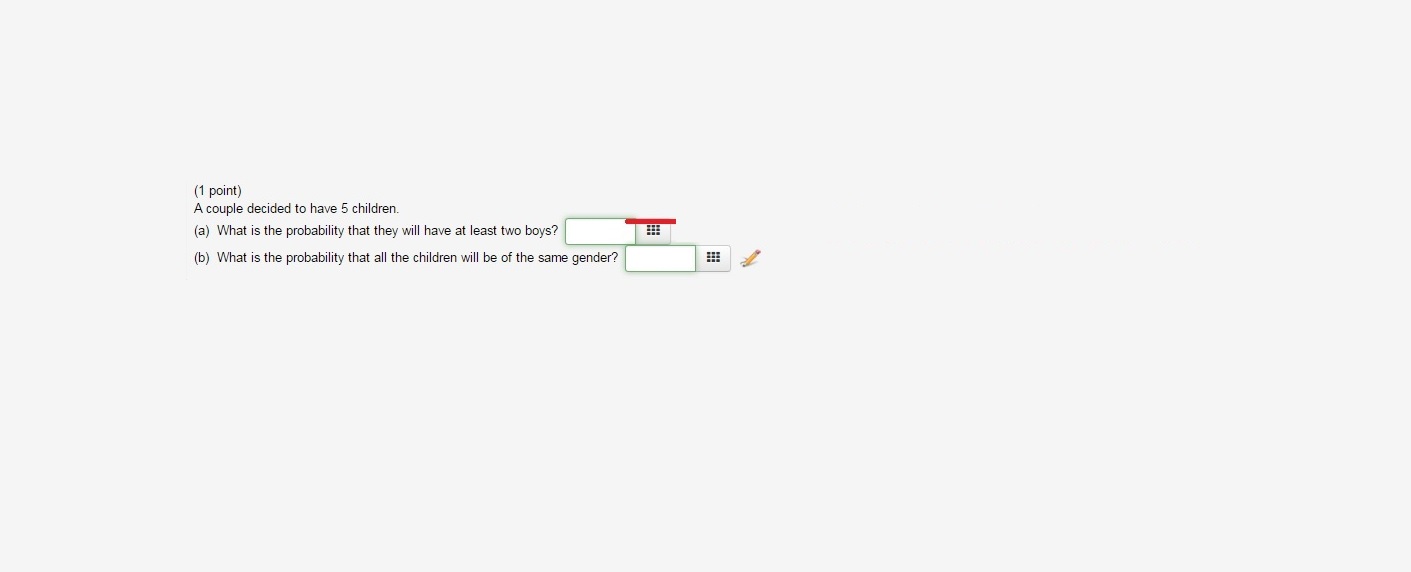 (1 point)
A couple decided to have 5 children.
(a) What is the probability that they will have at least two boys?
(b) What is the probability that all the children will be of the same gender?